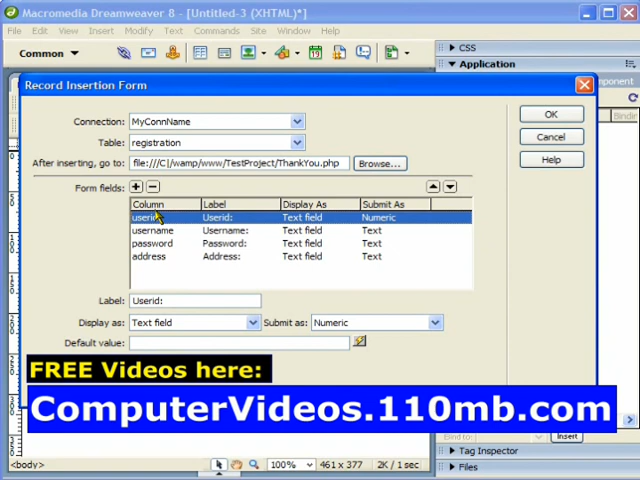 Macromedia Dreamweaver 8 - [Untitled-3 (XHTML)*]
File Edit View Insert Modify Text Commands Site Window Help
Common
CSS
Application
Record Insertion Form
Connection: MyConnName
Table: registration
After inserting, go to: file:///C|/wamp/www/TestProject/ThankYou.php Browse...
OK
Cancel
Help
Form fields:
Column Label Display As Submit As
userid Userid: Text field Numeric
username Username: Text field Text
password Password: Text field Text
address Address: Text field Text
Label: Userid:
Display as: Text field Submit as: Numeric
Default value:
FREE Videos here:
ComputerVideos.110mb.com
Bind to: Insert
Tag Inspector
Files
<body> 100% 461 x 377 2K / 1 sec